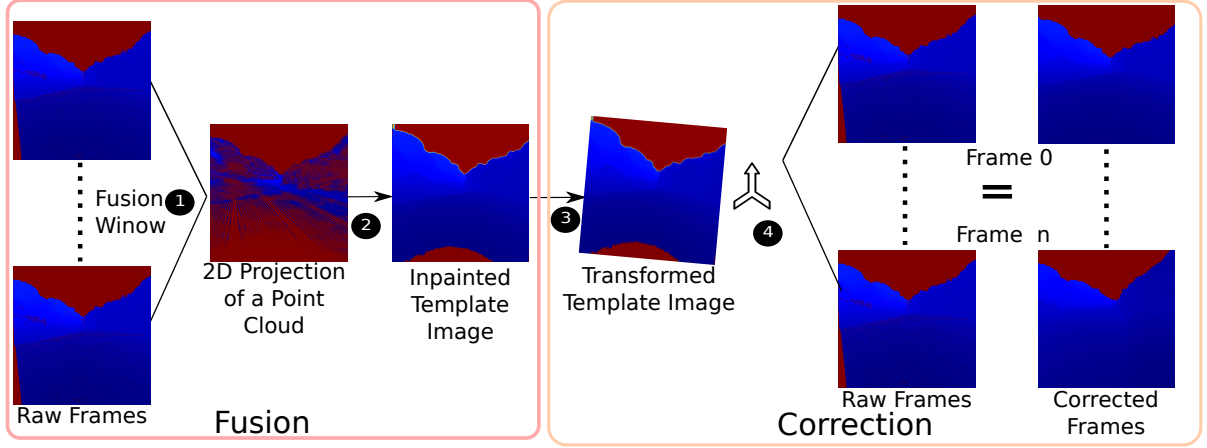 Fusion
Winow
1
Raw Frames
2D Projection
of a Point
Cloud
2
Inpainted
Template
Image
Fusion
3
Transformed
Template Image
4
Frame 0
=
Frame n
Raw Frames
Corrected
Frames
Correction